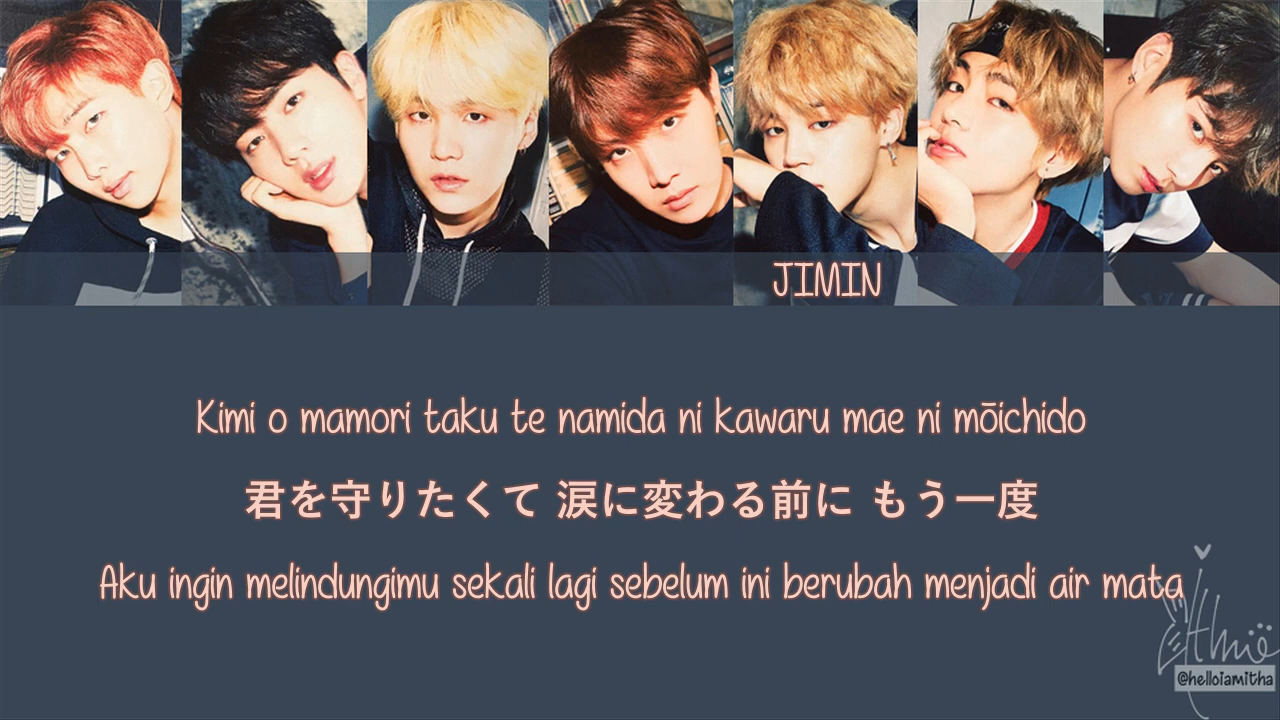 JIMIN
Kimi o mamori taku te namida ni kawaru mae ni mōichido
君を守りたくて 涙に変わる前に もう一度
Aku ingin melindungimu sekali lagi sebelum ini berubah menjadi air mata
@helloiamitha